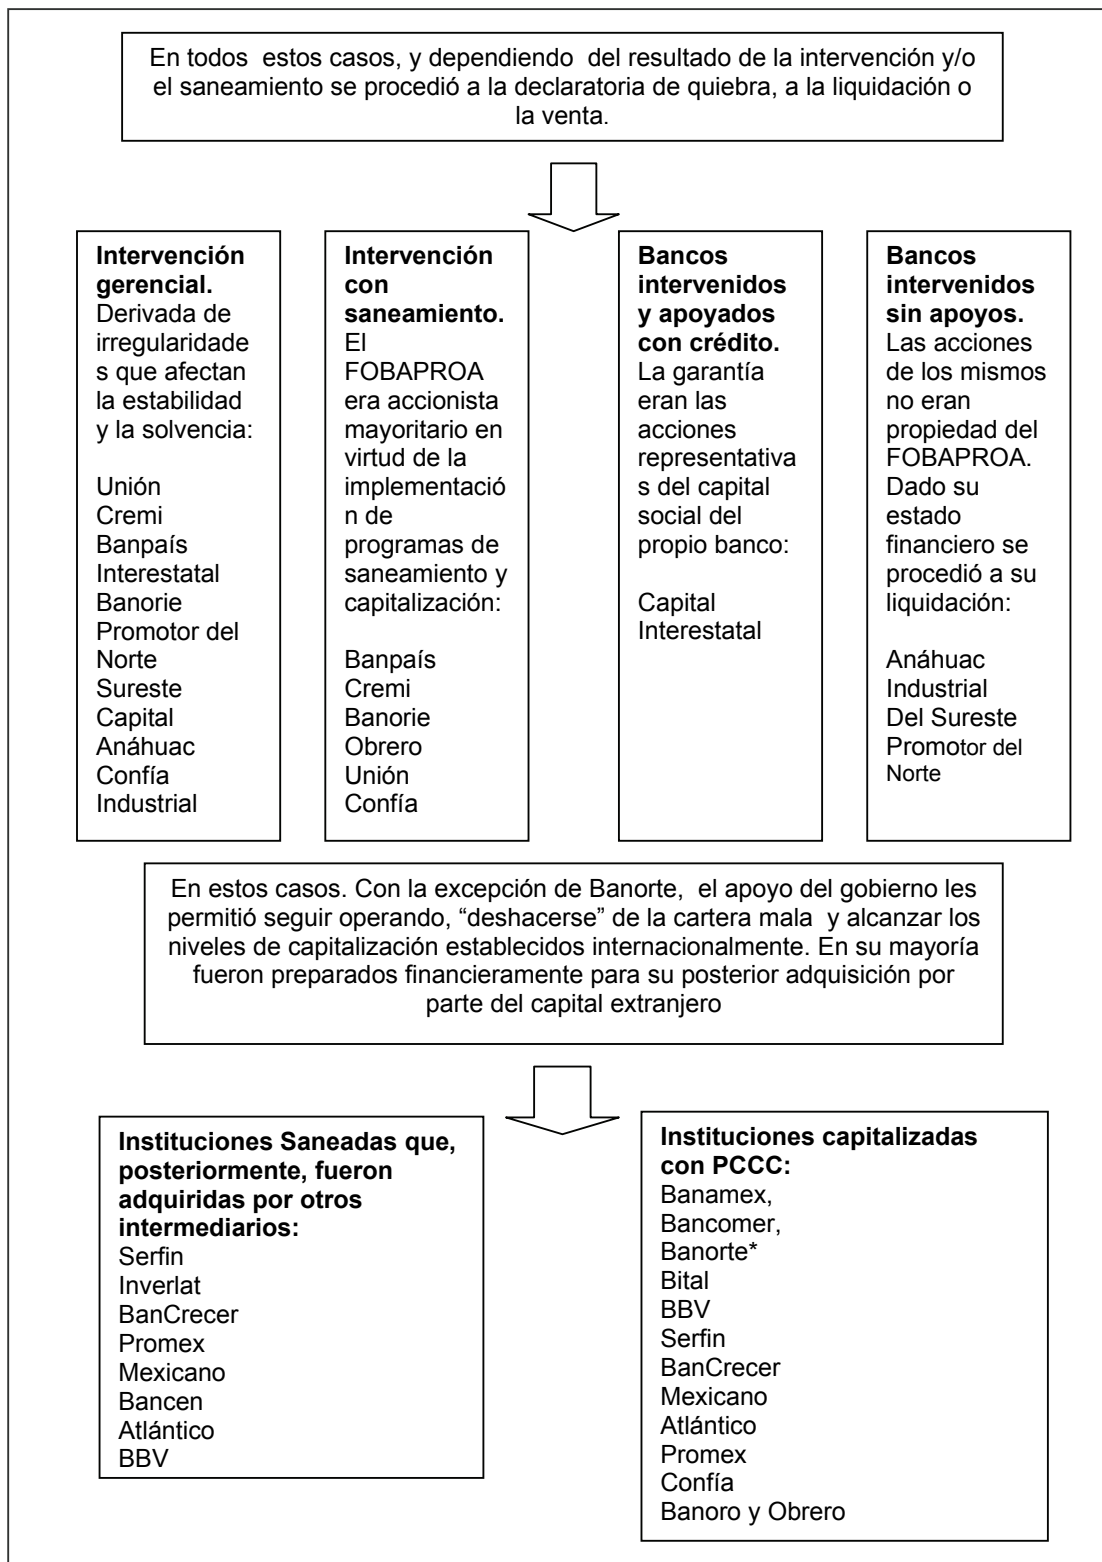 En todos estos casos, y dependiendo del resultado de la intervención y/o
el saneamiento se procedió a la declaratoria de quiebra, a la liquidación o
la venta.
Intervención
gerencial.
Derivada de
irregularidade
s que afectan
la estabilidad
y la solvencia:
Unión
Cremi
Banpaís
Interestatal
Banorie
Promotor del
Norte
Sureste
Capital
Anáhuac
Confía
Industrial
Intervención
con
saneamiento.
El
FOBAPROA
era accionista
mayoritario en
virtud de la
implementació
n de
programas de
saneamiento y
capitalización:
Banpaís
Cremi
Banorie
Obrero
Unión
Confía
Bancos
intervenidos
y apoyados
con crédito.
La garantía
eran las
acciones
representativa
s del capital
social del
propio banco:
Capital
Interestatal
Bancos
intervenidos
sin apoyos.
Las acciones
de los mismos
no eran
propiedad del
FOBAPROA.
Dado su
estado
financiero se
procedió a su
liquidación:
Anáhuac
Industrial
Del Sureste
Promotor del
Norte
En estos casos. Con la excepción de Banorte, el apoyo del gobierno les
permitió seguir operando, “deshacerse” de la cartera mala y alcanzar los
niveles de capitalización establecidos internacionalmente. En su mayoría
fueron preparados financieramente para su posterior adquisición por
parte del capital extranjero
Instituciones Saneadas que,
posteriormente, fueron
adquiridas por otros
intermediarios:
Serfin
Inverlat
BanCrecer
Promex
Mexicano
Bancen
Atlántico
BBV
Instituciones capitalizadas
con PCCC:
Banamex,
Bancomer,
Banorte*
Bital
BBV
Serfin
BanCrecer
Mexicano
Atlántico
Promex
Confía
Banoro y Obrero